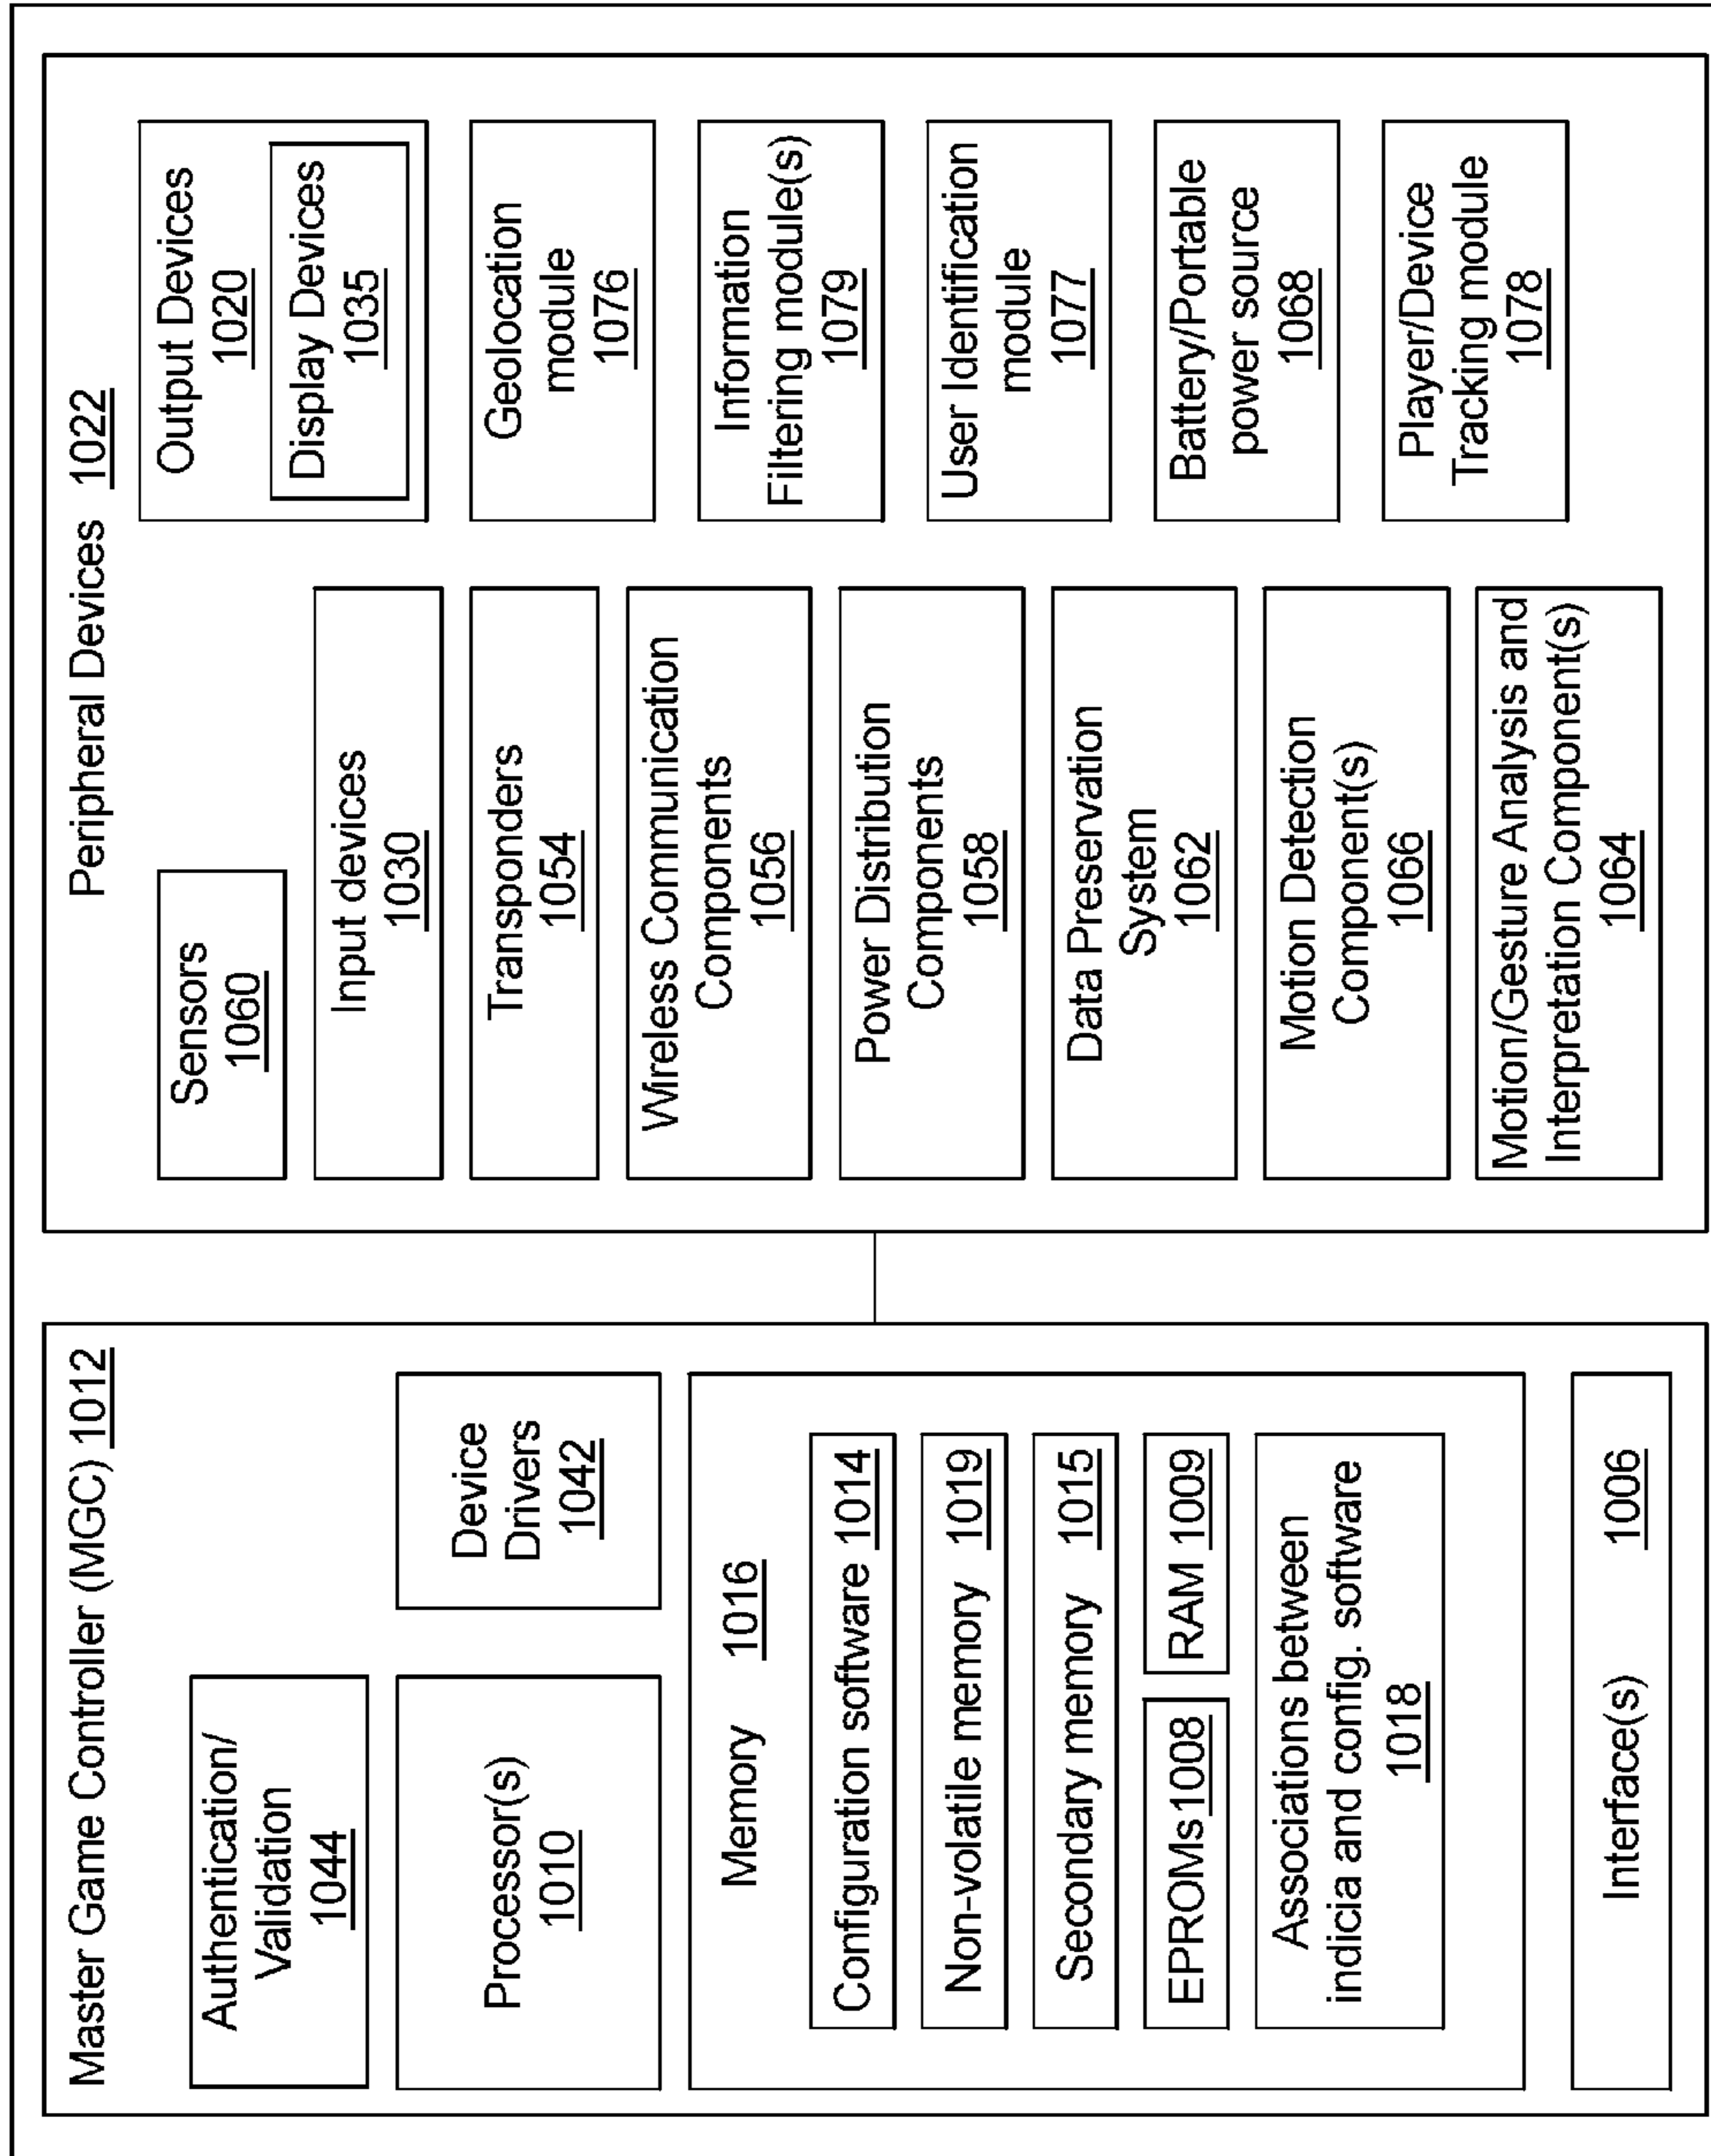 Master Game Controller (MGC) 1012
Authentication/
Validation
1044
Processor(s)
1010
Device
Drivers
1042
Memory 1016
Configuration software 1014
Non-volatile memory 1019
Secondary memory 1015
EPROMs 1008
RAM 1009
Associations between
indicia and config. software
1018
Interface(s) 1006
Peripheral Devices 1022
Sensors
1060
Input devices
1030
Transponders
1054
Wireless Communication
Components
1056
Power Distribution
Components
1058
Data Preservation
System
1062
Motion Detection
Component(s)
1066
Motion/Gesture Analysis and
Interpretation Component(s)
1064
Output Devices
1020
Display Devices
1035
Geolocation
module
1076
Information
Filtering module(s)
1079
User Identification
module
1077
Battery/Portable
power source
1068
Player/Device
Tracking module
1078